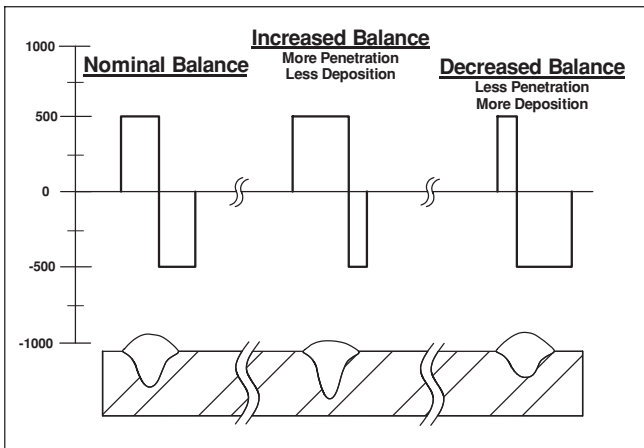 1000
500
0
-500
-1000
Nominal Balance
Increased Balance
More Penetration
Less Deposition
Decreased Balance
Less Penetration
More Deposition